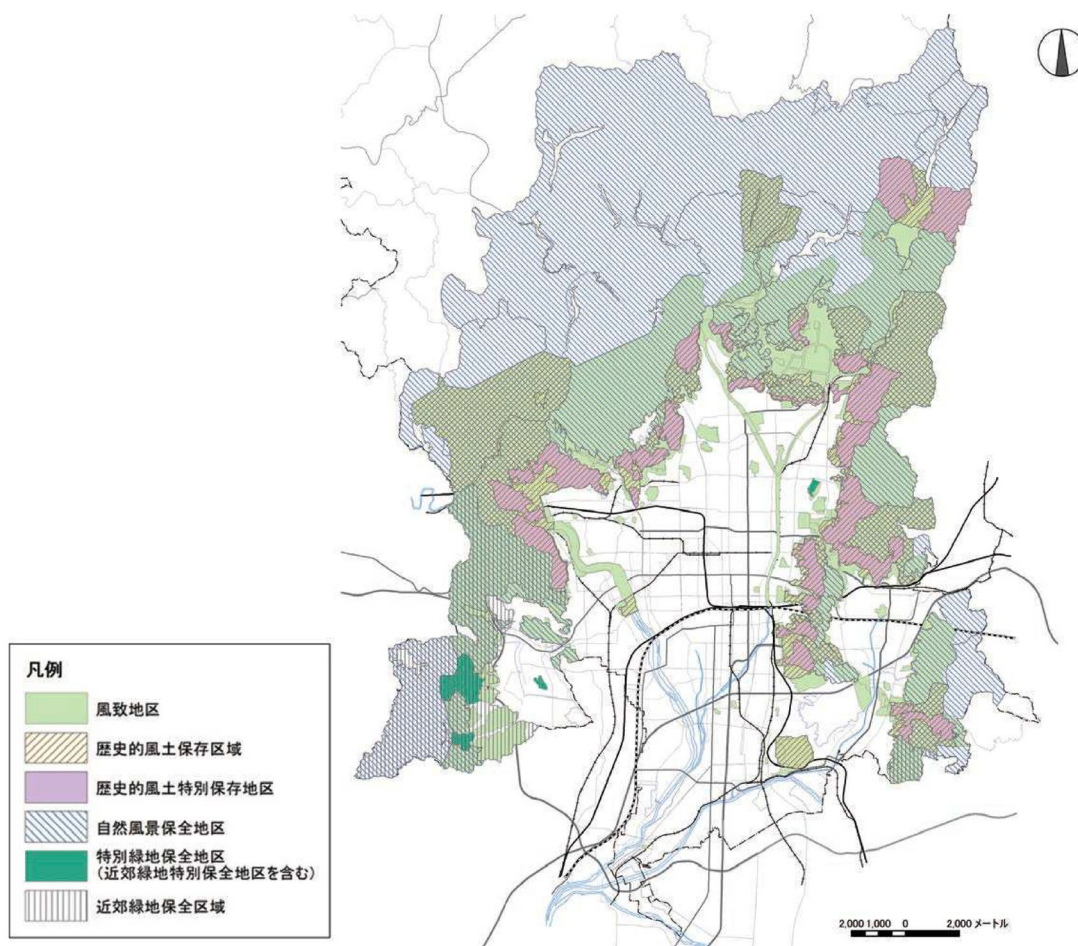 凡例
風致地区
歴史的風土保存区域
歴史的風土特別保存地区
自然風景保全地区
特別緑地保全地区
(近郊緑地特別保全地区を含む)
近郊緑地保全区域
2,000 1,000 0 2,000 メートル